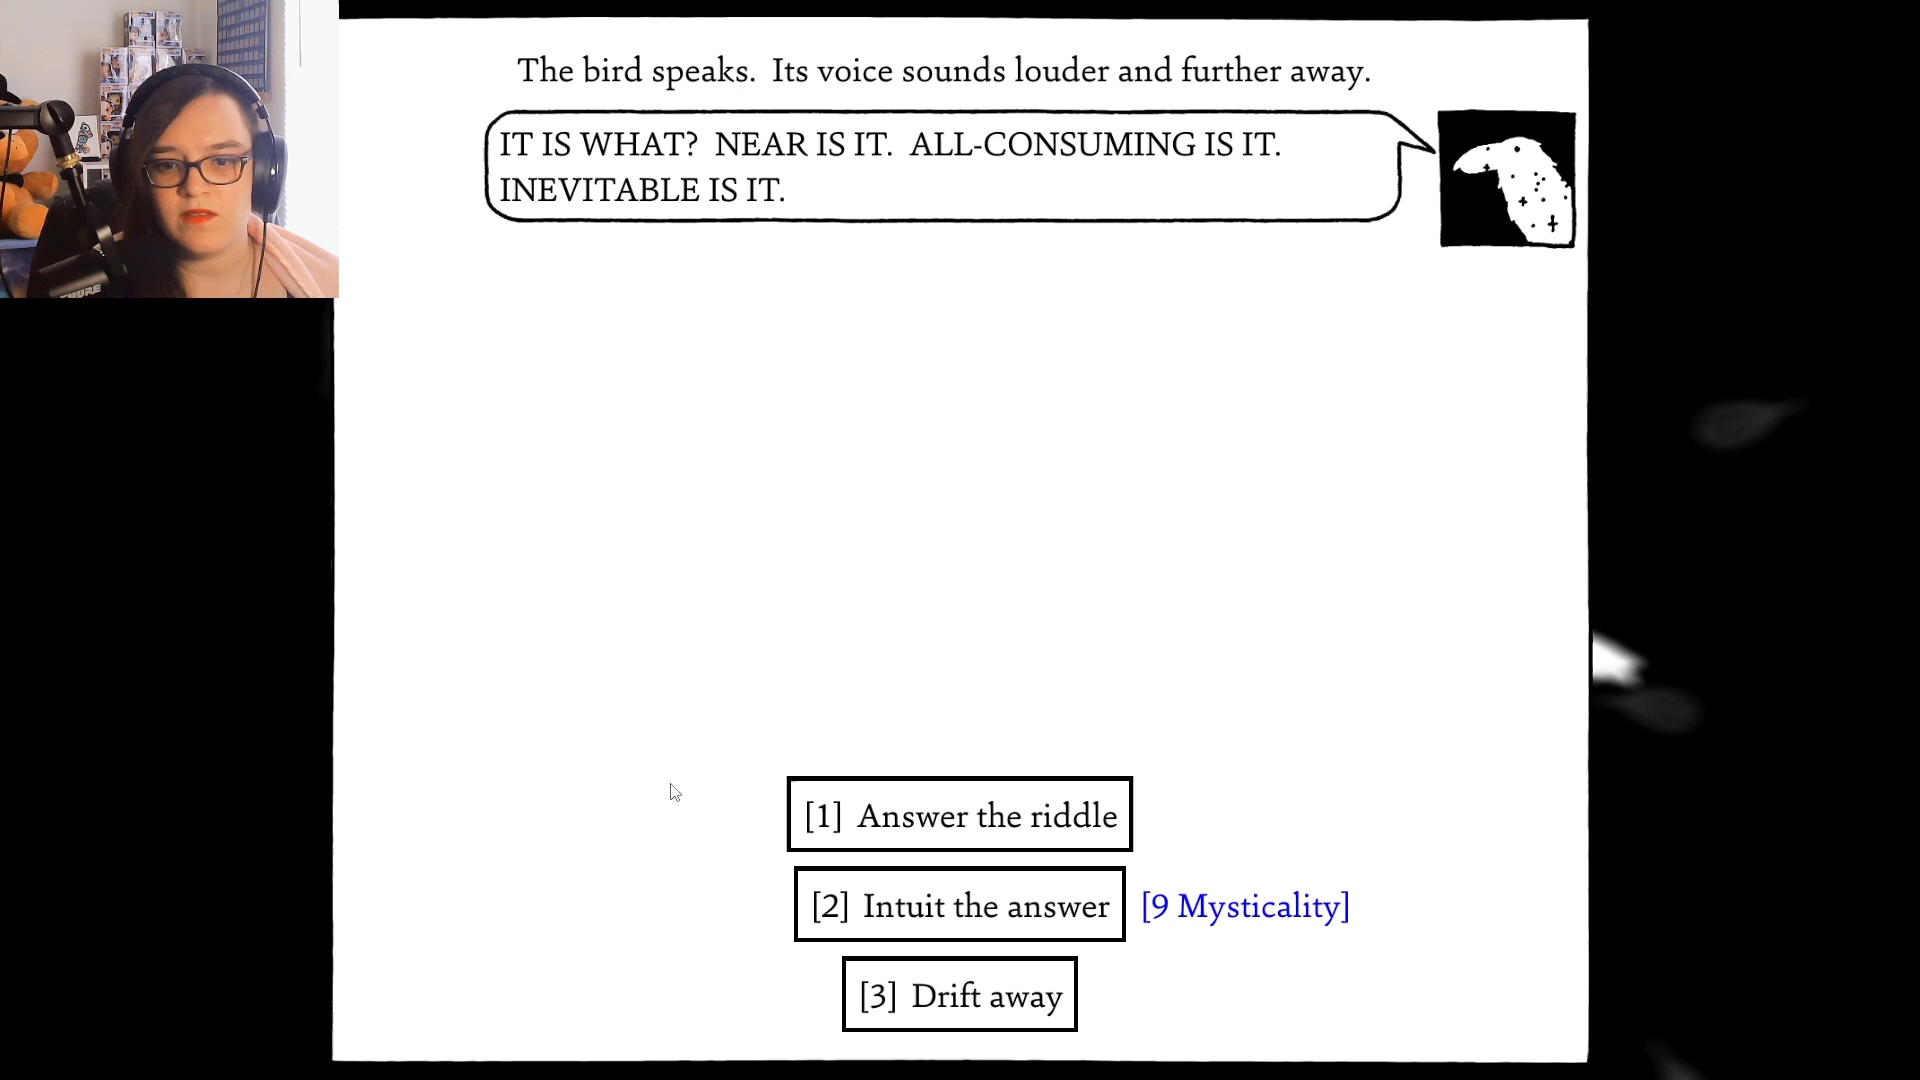 The bird speaks.  Its voice sounds louder and further away.
IT IS WHAT?  NEAR IS IT.  ALL-CONSUMING IS IT.
INEVITABLE IS IT.
SHURE
[1] Answer the riddle
[2] Intuit the answer [9 Mysticality]
[3] Drift away